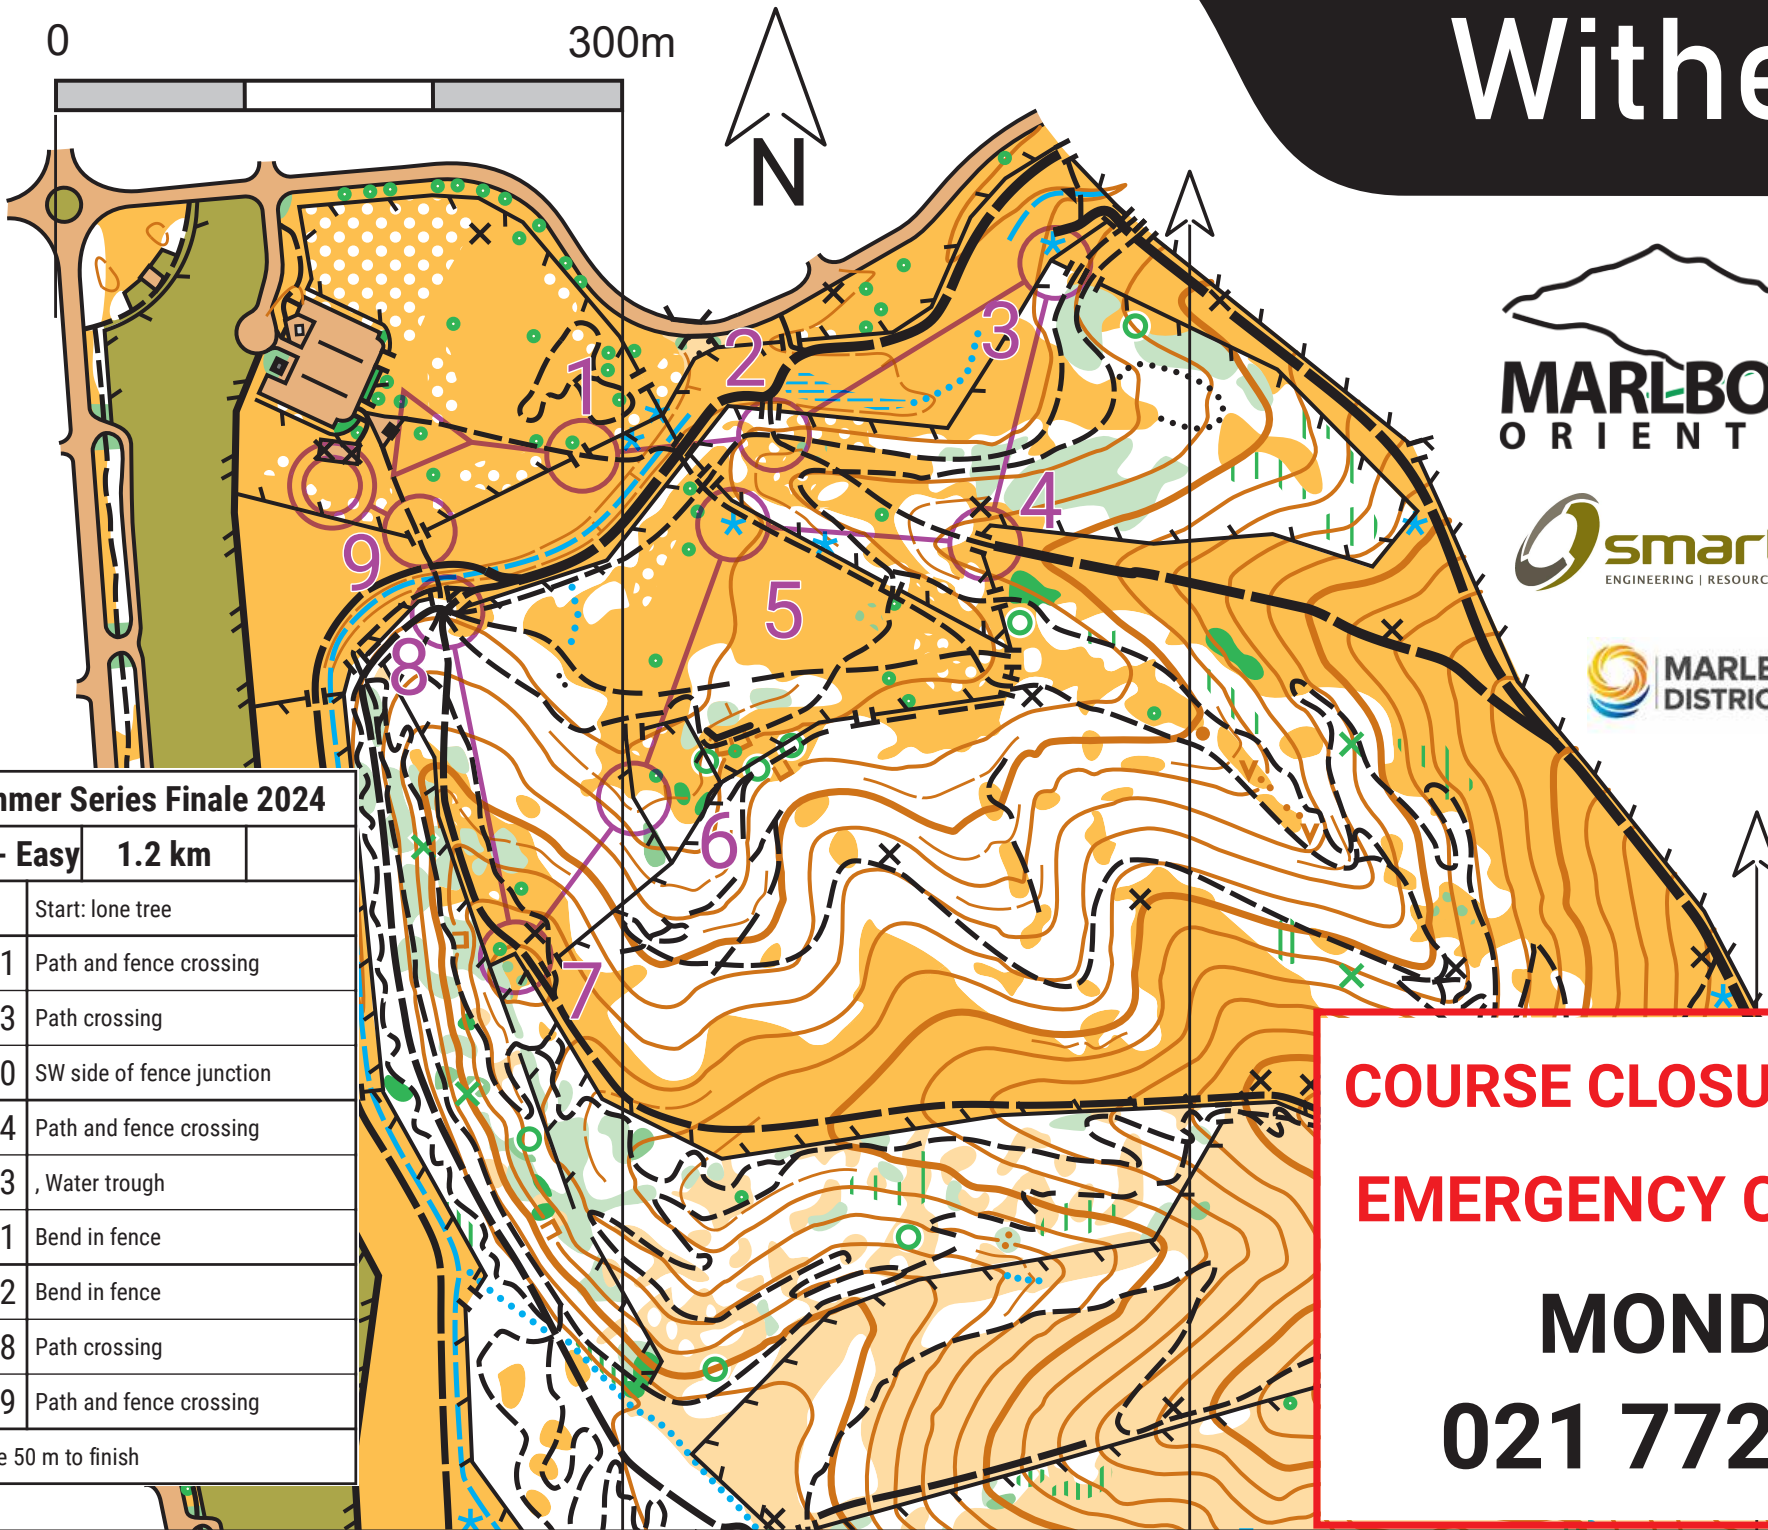 0 300m
N
Withe
1
2
3
4
5
6
7
8
9
MARLBO
ORIENT
smar
ENGINEERING | RESOURC
MARLB
DISTRIC
mmer Series Finale 2024
- Easy 1.2 km
Start: lone tree
1 Path and fence crossing
3 Path crossing
0 SW side of fence junction
4 Path and fence crossing
3 , Water trough
1 Bend in fence
2 Bend in fence
8 Path crossing
9 Path and fence crossing
e 50 m to finish
COURSE CLOSU
EMERGENCY C
MOND
021 772